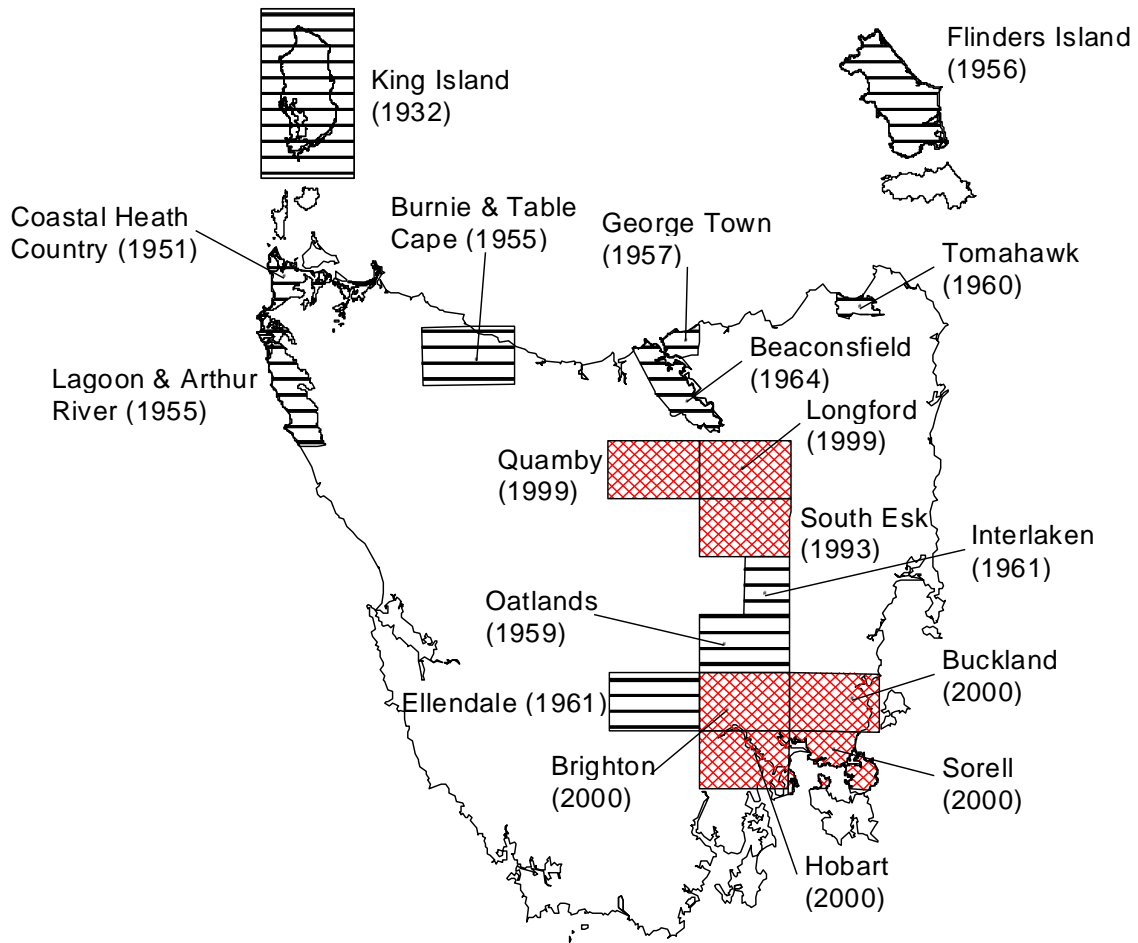 King Island
(1932)
Flinders Island
(1956)
Coastal Heath
Country (1951)
Burnie & Table
Cape (1955)
George Town
(1957)
Tomahawk
(1960)
Lagoon & Arthur
River (1955)
Beaconsfield
(1964)
Longford
(1999)
Quamby
(1999)
South Esk
(1993)
Interlaken
(1961)
Oatlands
(1959)
Ellendale (1961)
Buckland
(2000)
Brighton
(2000)
Sorell
(2000)
Hobart
(2000)